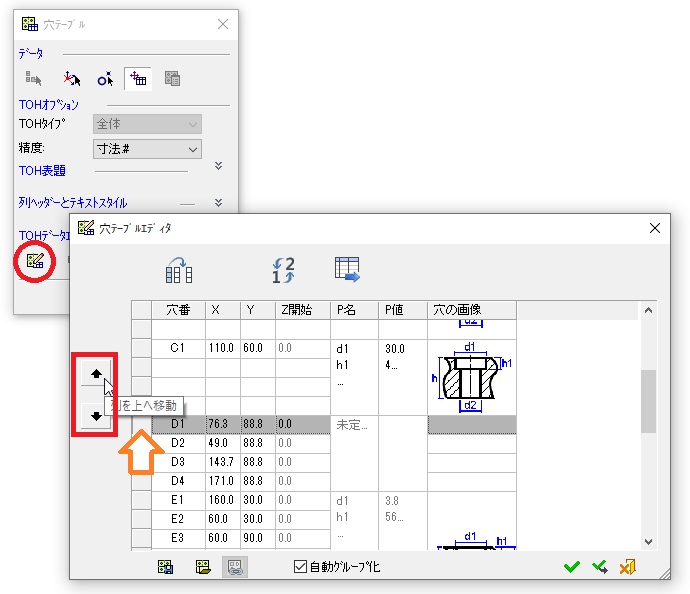 穴テーブル
データ
TOHオプション
TOHタイプ 全体
精度: 寸法.#
TOH表題
列ヘッダーとテキストスタイル
TOHデータエ
穴テーブルエディタ
穴番 X Y Z開始 P名 P値 穴の画像
d2
C1 110.0 60.0 0.0 d1 30.0
h1 4...
...
d1
h1
h
d2
列を上へ移動
D1 76.3 88.8 0.0 未定...
D2 49.0 88.8 0.0
D3 143.7 88.8 0.0
D4 171.0 88.8 0.0
E1 160.0 30.0 0.0 d1 3.8
E2 60.0 30.0 0.0 h1 56...
E3 60.0 90.0 0.0 ...
d1
h1
自動グループ化